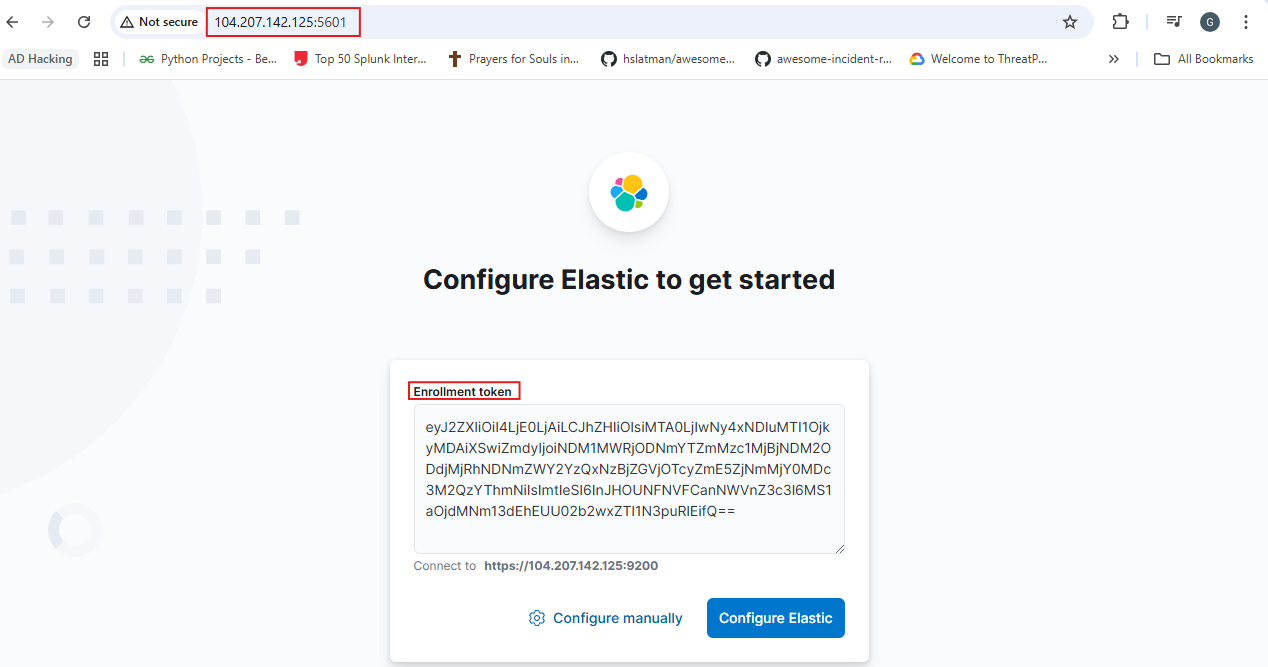 Not secure
104.207.142.125:5601
G
AD Hacking
Python Projects - Be...
Top 50 Splunk Inter...
Prayers for Souls in...
hslatman/awesome...
awesome-incident-r...
Welcome to ThreatP...
All Bookmarks
Configure Elastic to get started
Enrollment token
eyJ2ZXIiOiI4LjE0LjAiLCJhZHIiOlsiMTA0LjIwNy4xNDIuMTI1Ojk
yMDAiXSwiZmdyIjoiNDM1MWRjODNmYTZmMzc1MjBjNDM2O
DdjMjRhNDNmZWY2YzQxNzBjZGVjOTcyZmE5ZjNmMjY0MDc
3M2QzYThmNiIsImtleSI6InJHOUNFNVFCanNWVnZ3c3l6MS1
aOjdMNm13dEhEUU02b2wxZTI1N3puRlEifQ==
Connect to https://104.207.142.125:9200
Configure manually
Configure Elastic